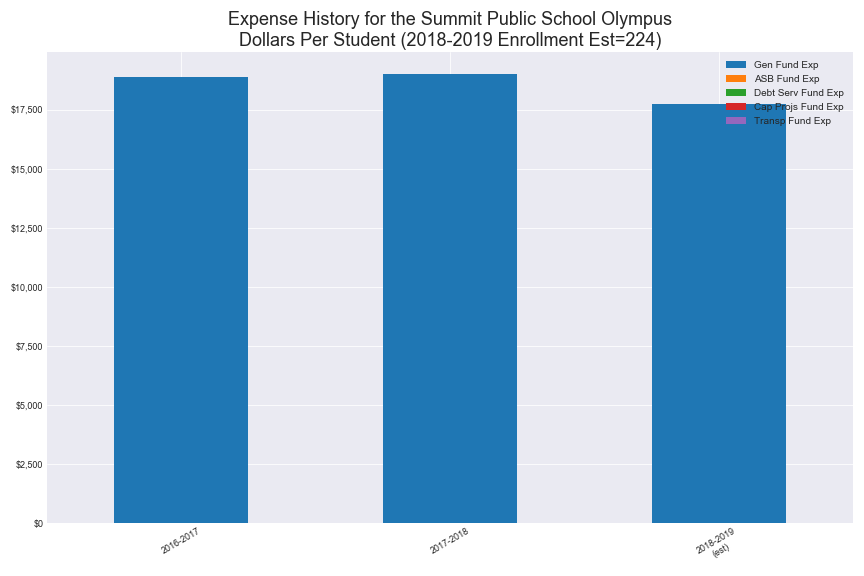 Expense History for the Summit Public School Olympus
Dollars Per Student (2018-2019 Enrollment Est=224)
Gen Fund Exp
ASB Fund Exp
Debt Serv Fund Exp
Cap Projs Fund Exp
Transp Fund Exp
$17,500
$15,000
$12,500
$10,000
$7,500
$5,000
$2,500
$0
2016-2017
2017-2018
2018-2019
(est)